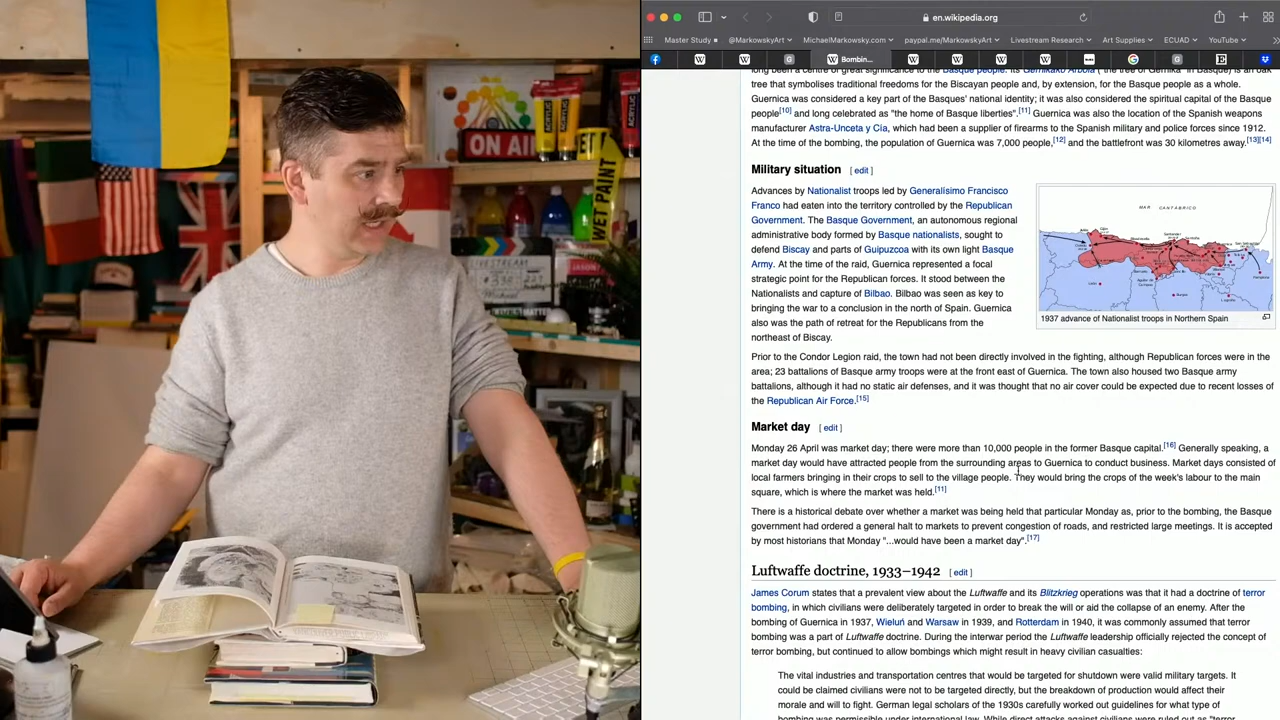 ON AIR
WET PAINT
ACRYLIC
ACRYLIC
LIVESTREAM
en.wikipedia.org
Master Study
@MarkowskyArt
MichaelMarkowsky.com
paypal.me/MarkowskyArt
Livestream Research
Art Supplies
ECUAD
YouTube
Bombin...
tree that symbolises traditional freedoms for the Biscayan people and, by extension, for the Basque people as a whole.
Guernica was considered a key part of the Basques' national identity; it was also considered the spiritual capital of the Basque
people[10] and long celebrated as "the home of Basque liberties".[11] Guernica was also the location of the Spanish weapons
manufacturer Astra-Unceta y Cía, which had been a supplier of firearms to the Spanish military and police forces since 1912.
At the time of the bombing, the population of Guernica was 7,000 people,[12] and the battlefront was 30 kilometres away.[13][14]
Military situation [ edit ]
Advances by Nationalist troops led by Generalísimo Francisco
Franco had eaten into the territory controlled by the Republican
Government. The Basque Government, an autonomous regional
administrative body formed by Basque nationalists, sought to
defend Biscay and parts of Guipuzcoa with its own light Basque
Army. At the time of the raid, Guernica represented a focal
strategic point for the Republican forces. It stood between the
Nationalists and capture of Bilbao. Bilbao was seen as key to
bringing the war to a conclusion in the north of Spain. Guernica
also was the path of retreat for the Republicans from the
northeast of Biscay.
MAR CANTABRICO
1937 advance of Nationalist troops in Northern Spain
Prior to the Condor Legion raid, the town had not been directly involved in the fighting, although Republican forces were in the
area; 23 battalions of Basque army troops were at the front east of Guernica. The town also housed two Basque army
battalions, although it had no static air defenses, and it was thought that no air cover could be expected due to recent losses of
the Republican Air Force.[15]
Market day [ edit ]
Monday 26 April was market day; there were more than 10,000 people in the former Basque capital.[16] Generally speaking, a
market day would have attracted people from the surrounding areas to Guernica to conduct business. Market days consisted of
local farmers bringing in their crops to sell to the village people. They would bring the crops of the week's labour to the main
square, which is where the market was held.[11]
There is a historical debate over whether a market was being held that particular Monday as, prior to the bombing, the Basque
government had ordered a general halt to markets to prevent congestion of roads, and restricted large meetings. It is accepted
by most historians that Monday "...would have been a market day".[17]
Luftwaffe doctrine, 1933–1942 [ edit ]
James Corum states that a prevalent view about the Luftwaffe and its Blitzkrieg operations was that it had a doctrine of terror
bombing, in which civilians were deliberately targeted in order to break the will or aid the collapse of an enemy. After the
bombing of Guernica in 1937, Wieluń and Warsaw in 1939, and Rotterdam in 1940, it was commonly assumed that terror
bombing was a part of Luftwaffe doctrine. During the interwar period the Luftwaffe leadership officially rejected the concept of
terror bombing, but continued to allow bombings which might result in heavy civilian casualties:
The vital industries and transportation centres that would be targeted for shutdown were valid military targets. It
could be claimed civilians were not to be targeted directly, but the breakdown of production would affect their
morale and will to fight. German legal scholars of the 1930s carefully worked out guidelines for what type of